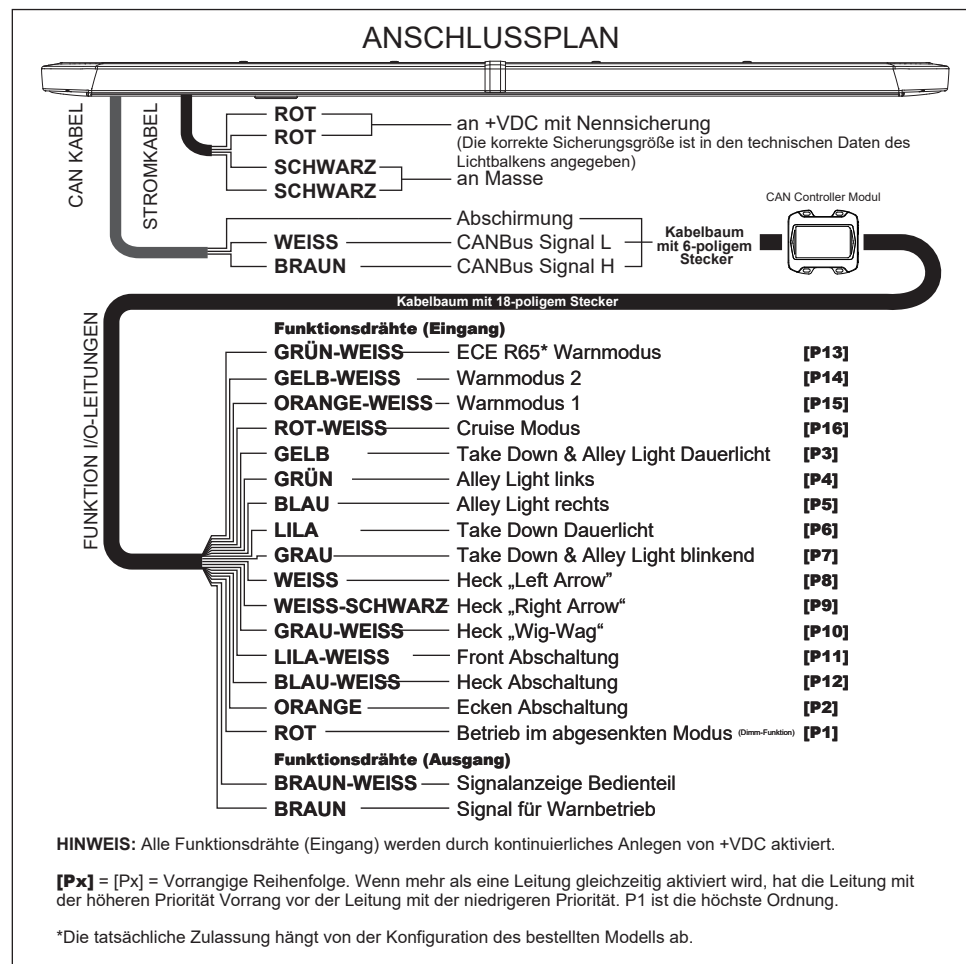 ANSCHLUSSPLAN
CAN KABEL
STROMKABEL
ROT
ROT
an +VDC mit Nennsicherung
(Die korrekte Sicherungsgröße ist in den technischen Daten des
Lichtbalkens angegeben)
SCHWARZ
SCHWARZ
an Masse
CAN Controller Modul
Abschirmung
WEISS CANBus Signal L
BRAUN CANBus Signal H
Kabelbaum
mit 6-poligem
Stecker
Kabelbaum mit 18-poligem Stecker
FUNKTION I/O-LEITUNGEN
Funktionsdrähte (Eingang)
GRÜN-WEISS ECE R65* Warnmodus [P13]
GELB-WEISS Warnmodus 2 [P14]
ORANGE-WEISS Warnmodus 1 [P15]
ROT-WEISS Cruise Modus [P16]
GELB Take Down & Alley Light Dauerlicht [P3]
GRÜN Alley Light links [P4]
BLAU Alley Light rechts [P5]
LILA Take Down Dauerlicht [P6]
GRAU Take Down & Alley Light blinkend [P7]
WEISS Heck „Left Arrow“ [P8]
WEISS-SCHWARZ Heck „Right Arrow“ [P9]
GRAU-WEISS Heck „Wig-Wag“ [P10]
LILA-WEISS Front Abschaltung [P11]
BLAU-WEISS Heck Abschaltung [P12]
ORANGE Ecken Abschaltung [P2]
ROT Betrieb im abgesenkten Modus (Dimm-Funktion) [P1]
Funktionsdrähte (Ausgang)
BRAUN-WEISS Signalanzeige Bedienteil
BRAUN Signal für Warnbetrieb
HINWEIS: Alle Funktionsdrähte (Eingang) werden durch kontinuierliches Anlegen von +VDC aktiviert.
[Px] = [Px] = Vorrangige Reihenfolge. Wenn mehr als eine Leitung gleichzeitig aktiviert wird, hat die Leitung mit
der höheren Priorität Vorrang vor der Leitung mit der niedrigeren Priorität. P1 ist die höchste Ordnung.
*Die tatsächliche Zulassung hängt von der Konfiguration des bestellten Modells ab.